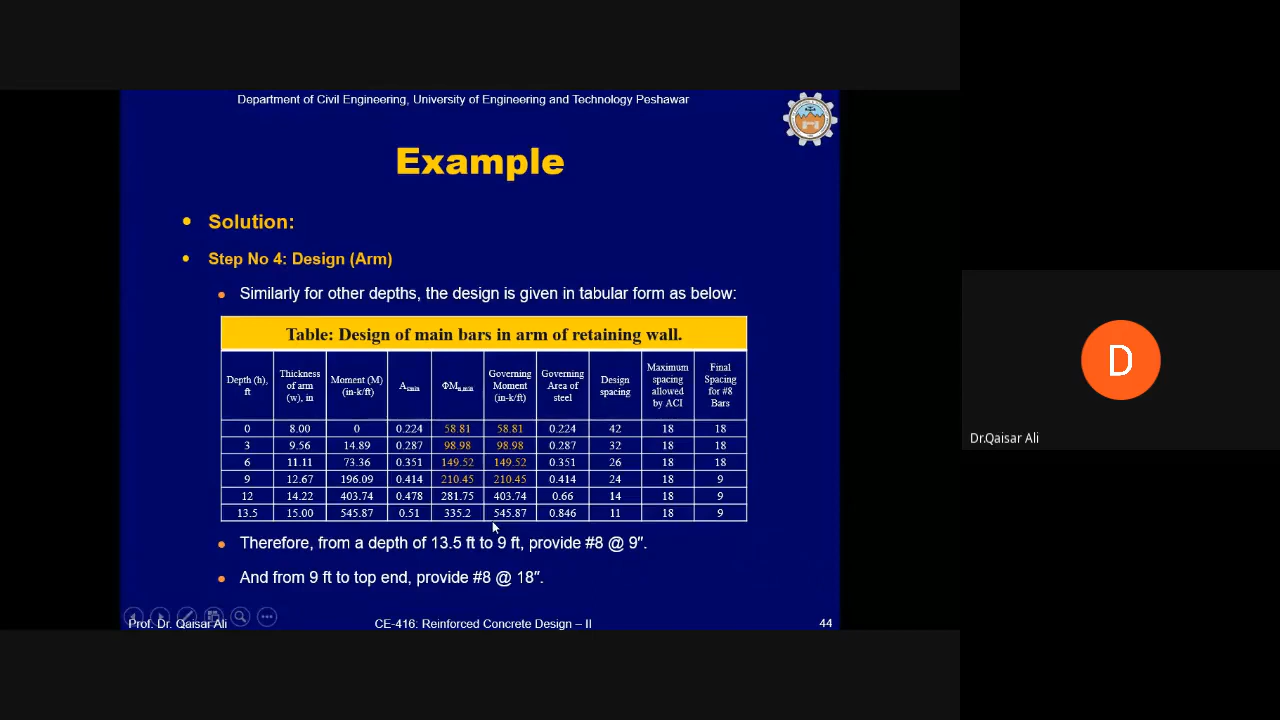 Department of Civil Engineering, University of Engineering and Technology Peshawar
Example
• Solution:
• Step No 4: Design (Arm)
• Similarly for other depths, the design is given in tabular form as below:
Table: Design of main bars in arm of retaining wall.
Depth (h), ft | Thickness of arm (w), in | Moment (M) (in-k/ft) | Asmin | ΦMn,min | Governing Moment (in-k/ft) | Governing Area of steel | Design spacing | Maximum spacing allowed by ACI | Final Spacing for #8 Bars
0 | 8.00 | 0 | 0.224 | 58.81 | 58.81 | 0.224 | 42 | 18 | 18
3 | 9.56 | 14.89 | 0.287 | 98.98 | 98.98 | 0.287 | 32 | 18 | 18
6 | 11.11 | 73.36 | 0.351 | 149.52 | 149.52 | 0.351 | 26 | 18 | 18
9 | 12.67 | 196.09 | 0.414 | 210.45 | 210.45 | 0.414 | 24 | 18 | 9
12 | 14.22 | 403.74 | 0.478 | 281.75 | 403.74 | 0.66 | 14 | 18 | 9
13.5 | 15.00 | 545.87 | 0.51 | 335.2 | 545.87 | 0.846 | 11 | 18 | 9
• Therefore, from a depth of 13.5 ft to 9 ft, provide #8 @ 9″.
• And from 9 ft to top end, provide #8 @ 18″.
Prof. Dr. Qaisar Ali
CE-416: Reinforced Concrete Design – II
44
D
Dr.Qaisar Ali